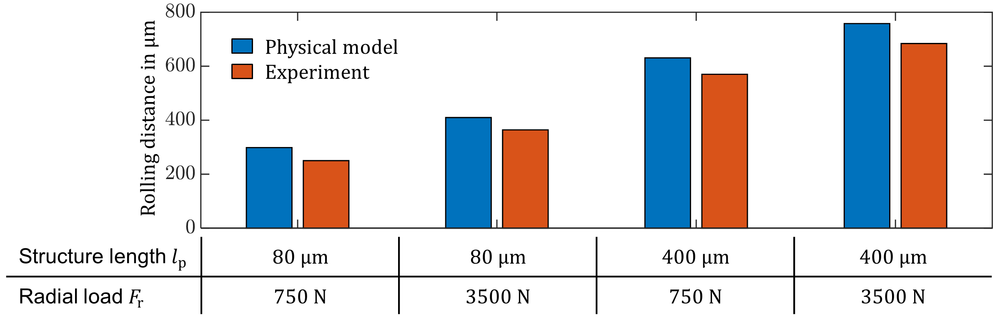 800
600
400
200
0
Rolling distance in μm
Physical model
Experiment
Structure length lp 80 μm 80 μm 400 μm 400 μm
Radial load Fr 750 N 3500 N 750 N 3500 N